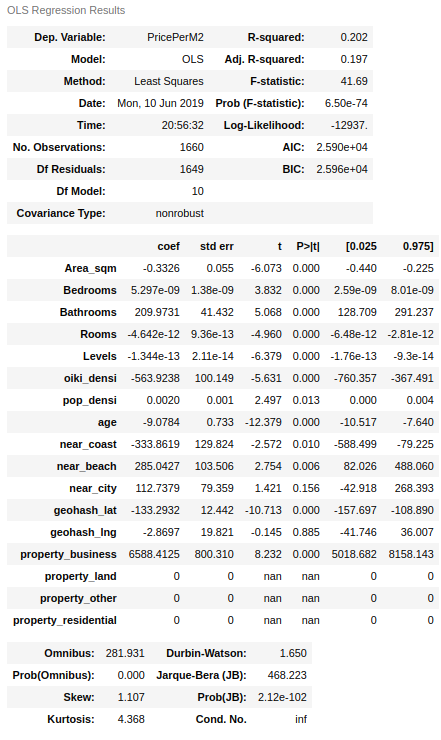 OLS Regression Results
Dep. Variable: PricePerM2 R-squared: 0.202
Model: OLS Adj. R-squared: 0.197
Method: Least Squares F-statistic: 41.69
Date: Mon, 10 Jun 2019 Prob (F-statistic): 6.50e-74
Time: 20:56:32 Log-Likelihood: -12937.
No. Observations: 1660 AIC: 2.590e+04
Df Residuals: 1649 BIC: 2.596e+04
Df Model: 10
Covariance Type: nonrobust
coef std err t P>|t| [0.025 0.975]
Area_sqm -0.3326 0.055 -6.073 0.000 -0.440 -0.225
Bedrooms 5.297e-09 1.38e-09 3.832 0.000 2.59e-09 8.01e-09
Bathrooms 209.9731 41.432 5.068 0.000 128.709 291.237
Rooms -4.642e-12 9.36e-13 -4.960 0.000 -6.48e-12 -2.81e-12
Levels -1.344e-13 2.11e-14 -6.379 0.000 -1.76e-13 -9.3e-14
oiki_densi -563.9238 100.149 -5.631 0.000 -760.357 -367.491
pop_densi 0.0020 0.001 2.497 0.013 0.000 0.004
age -9.0784 0.733 -12.379 0.000 -10.517 -7.640
near_coast -333.8619 129.824 -2.572 0.010 -588.499 -79.225
near_beach 285.0427 103.506 2.754 0.006 82.026 488.060
near_city 112.7379 79.359 1.421 0.156 -42.918 268.393
geohash_lat -133.2932 12.442 -10.713 0.000 -157.697 -108.890
geohash_lng -2.8697 19.821 -0.145 0.885 -41.746 36.007
property_business 6588.4125 800.310 8.232 0.000 5018.682 8158.143
property_land 0 0 nan nan 0 0
property_other 0 0 nan nan 0 0
property_residential 0 0 nan nan 0 0
Omnibus: 281.931 Durbin-Watson: 1.650
Prob(Omnibus): 0.000 Jarque-Bera (JB): 468.223
Skew: 1.107 Prob(JB): 2.12e-102
Kurtosis: 4.368 Cond. No. inf